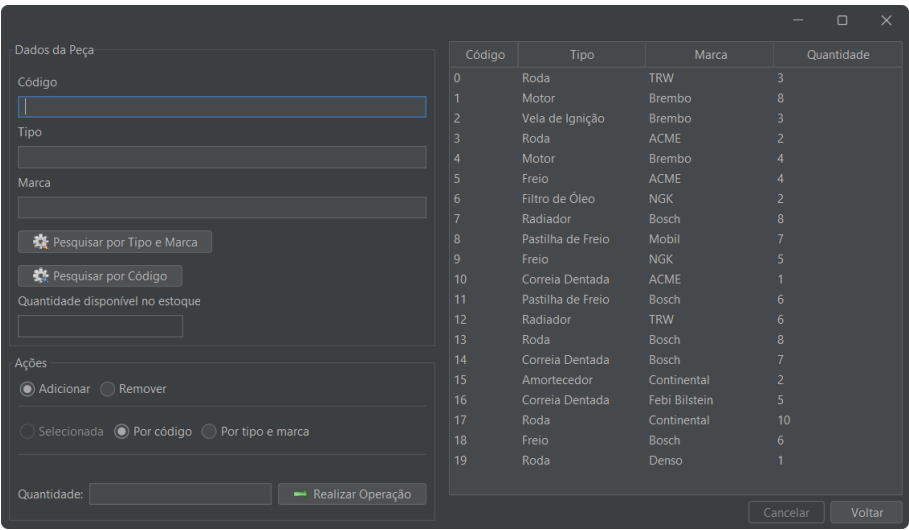 Dados da Peça
Código
Tipo
Marca
Pesquisar por Tipo e Marca
Pesquisar por Código
Quantidade disponível no estoque
Ações
Adicionar Remover
Selecionada Por código Por tipo e marca
Quantidade: Realizar Operação
Código Tipo Marca Quantidade
0 Roda TRW 3
1 Motor Brembo 8
2 Vela de Ignição Brembo 3
3 Roda ACME 2
4 Motor Brembo 4
5 Freio ACME 4
6 Filtro de Óleo NGK 2
7 Radiador Bosch 8
8 Pastilha de Freio Mobil 7
9 Freio NGK 5
10 Correia Dentada ACME 1
11 Pastilha de Freio Bosch 6
12 Radiador TRW 6
13 Roda Bosch 8
14 Correia Dentada Bosch 7
15 Amortecedor Continental 2
16 Correia Dentada Febi Bilstein 5
17 Roda Continental 10
18 Freio Bosch 6
19 Roda Denso 1
Cancelar Voltar